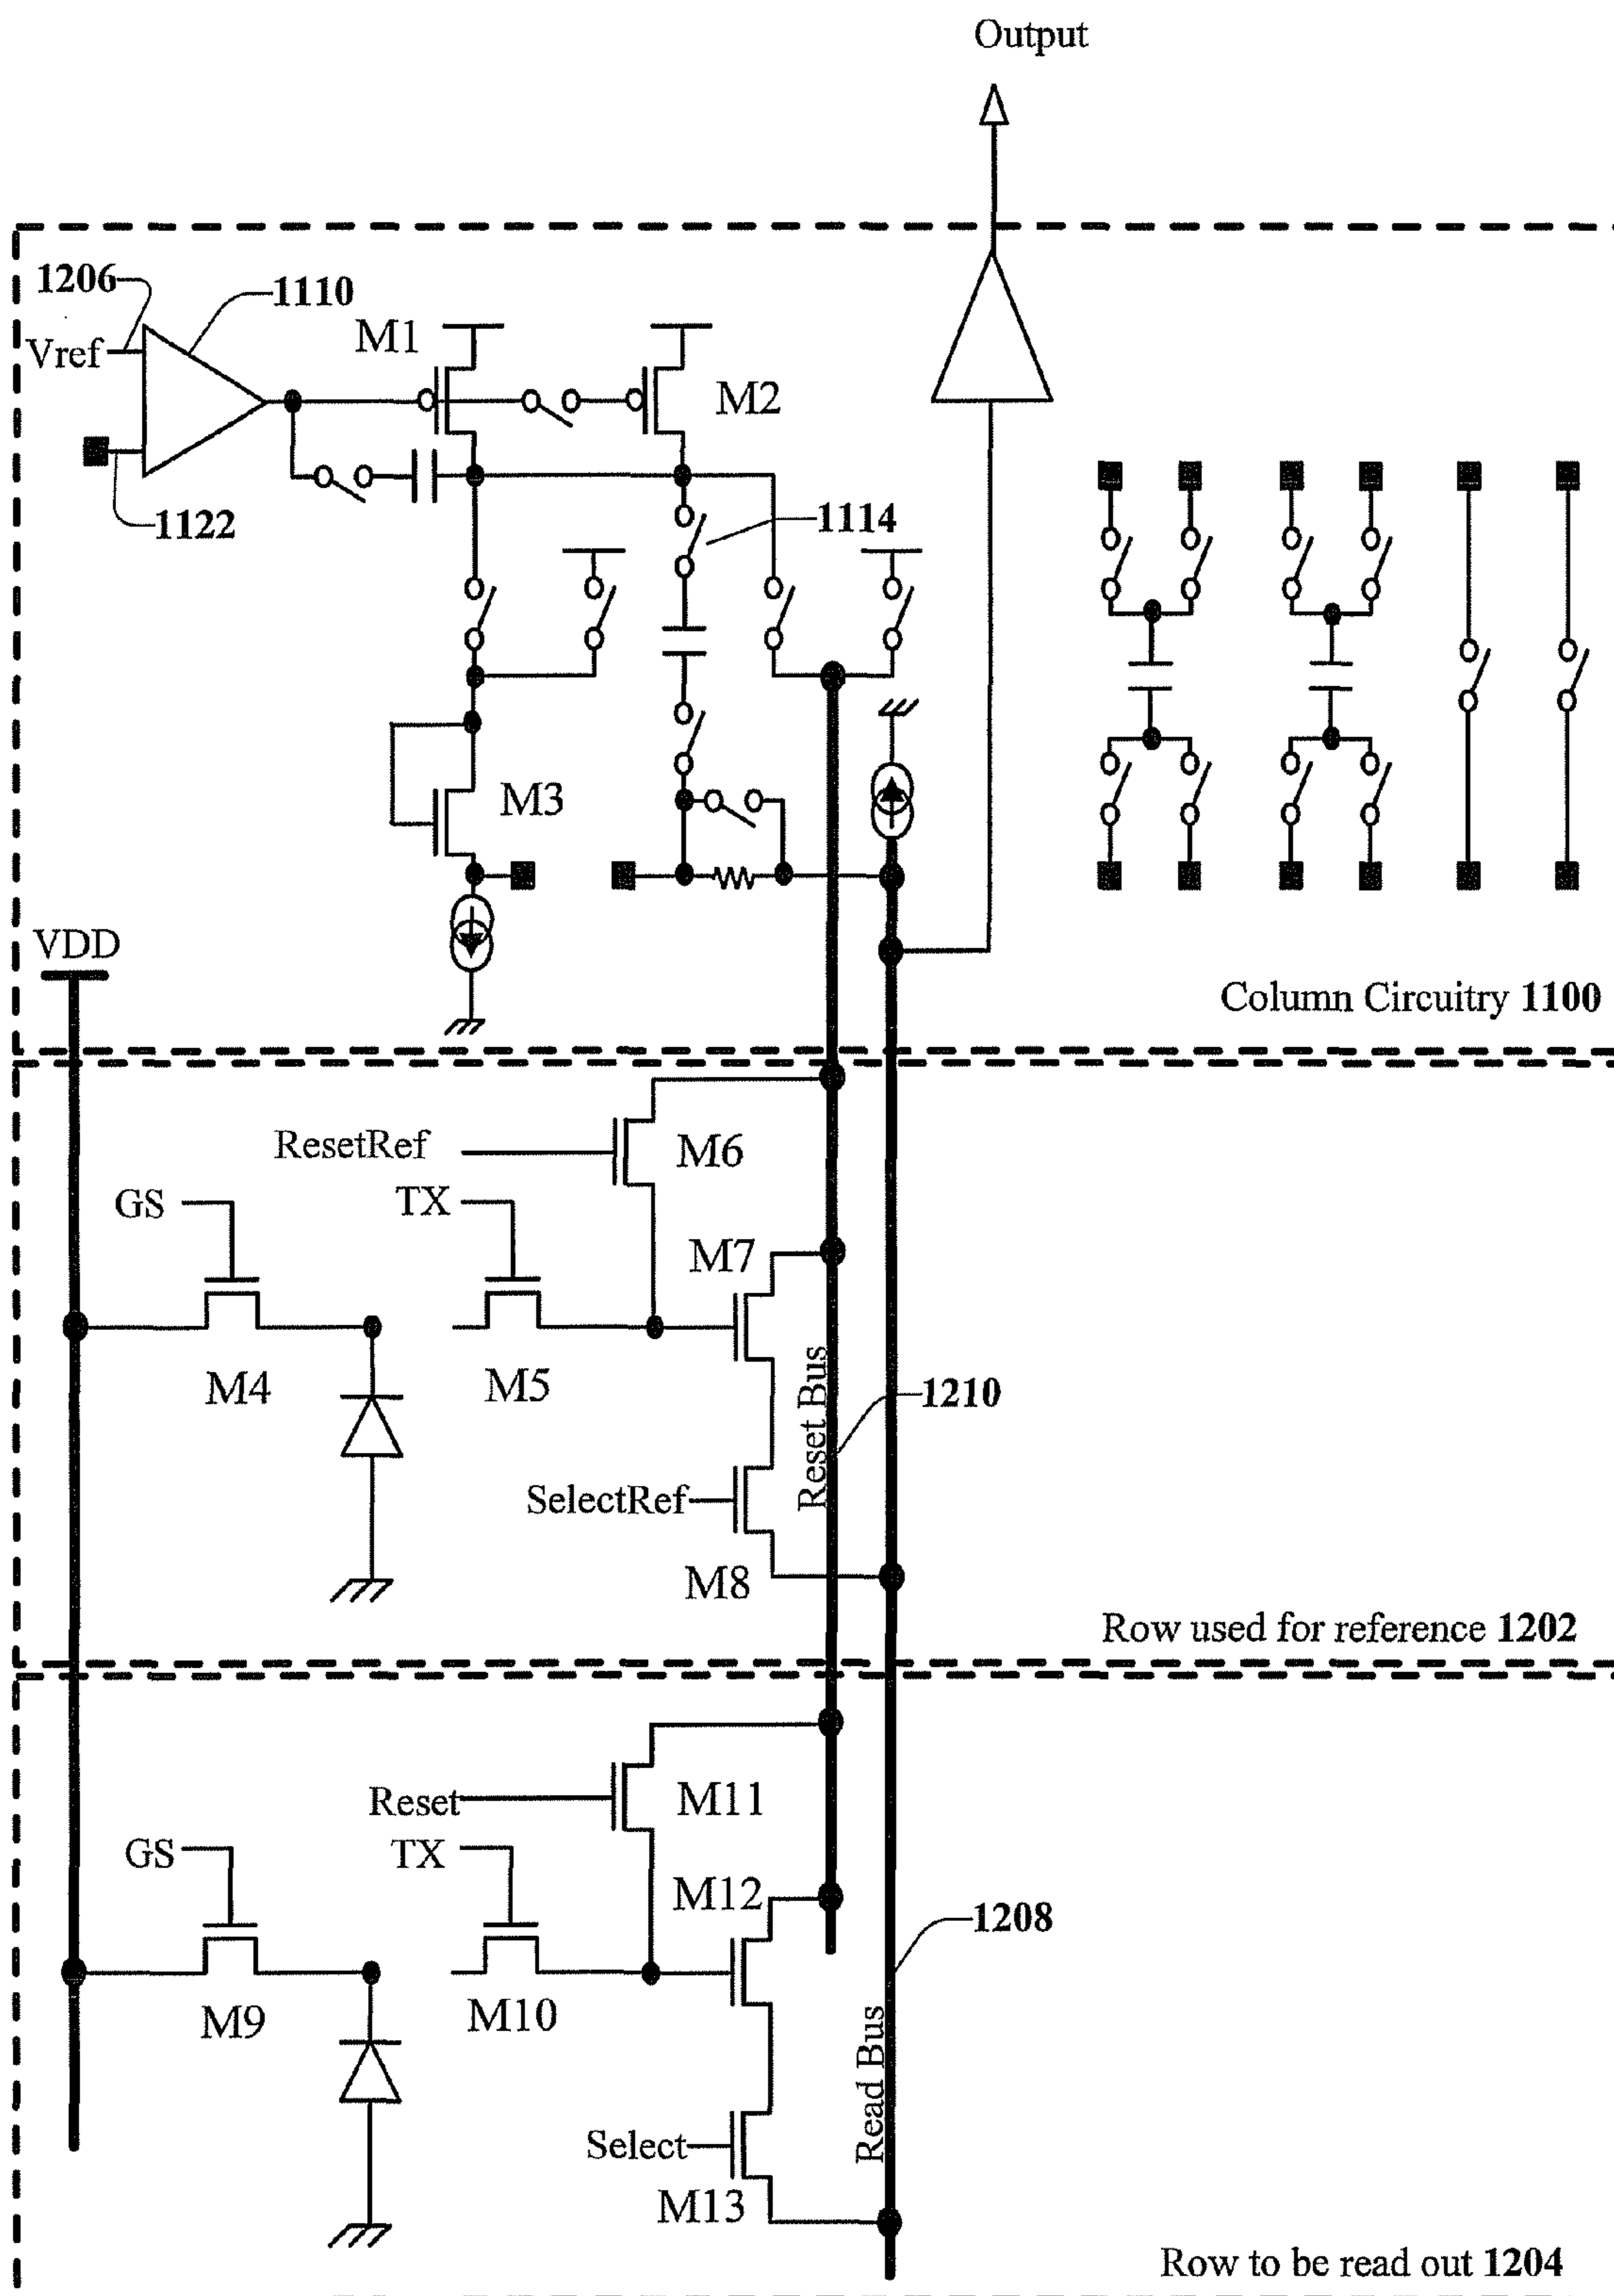 Output
1206
1110
Vref
M1
M2
1122
1114
M3
VDD
Column Circuitry 1100
ResetRef
M6
GS
TX
M7
M4
M5
Reset Bus
1210
SelectRef
M8
Row used for reference 1202
Reset
M11
GS
TX
M12
1208
M9
M10
Read Bus
Select
M13
Row to be read out 1204